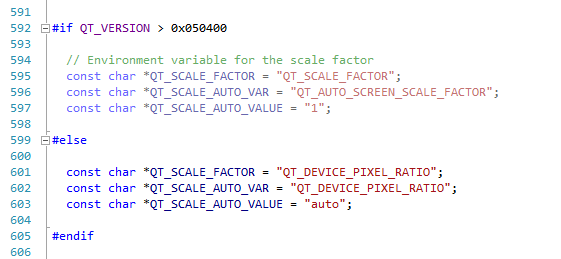 591
592 #if QT_VERSION > 0x050400
593
594 // Environment variable for the scale factor
595 const char *QT_SCALE_FACTOR = "QT_SCALE_FACTOR";
596 const char *QT_SCALE_AUTO_VAR = "QT_AUTO_SCREEN_SCALE_FACTOR";
597 const char *QT_SCALE_AUTO_VALUE = "1";
598
599 #else
600
601 const char *QT_SCALE_FACTOR = "QT_DEVICE_PIXEL_RATIO";
602 const char *QT_SCALE_AUTO_VAR = "QT_DEVICE_PIXEL_RATIO";
603 const char *QT_SCALE_AUTO_VALUE = "auto";
604
605 #endif
606